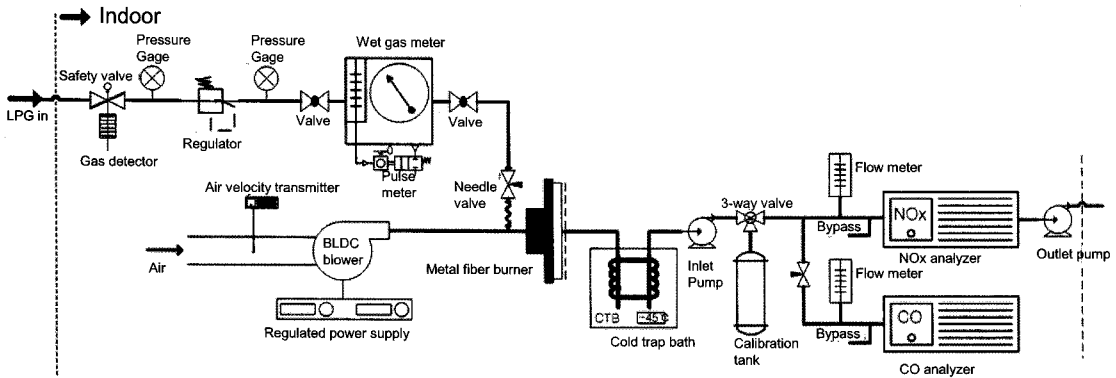 Indoor
Pressure
Gage
Pressure
Gage
Wet gas meter
Safety valve
LPG in
Valve
Valve
Regulator
Gas detector
Pulse
meter
Needle
valve
Air velocity transmitter
BLDC
blower
Air
Metal fiber burner
Regulated power supply
CTB
-45℃
Cold trap bath
Inlet
Pump
3-way valve
Calibration
tank
Flow meter
Bypass
NOx
NOx analyzer
Outlet pump
Flow meter
Bypass
CO
CO analyzer